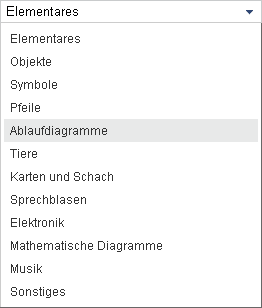 Elementares
Elementares
Objekte
Symbole
Pfeile
Ablaufdiagramme
Tiere
Karten und Schach
Sprechblasen
Elektronik
Mathematische Diagramme
Musik
Sonstiges